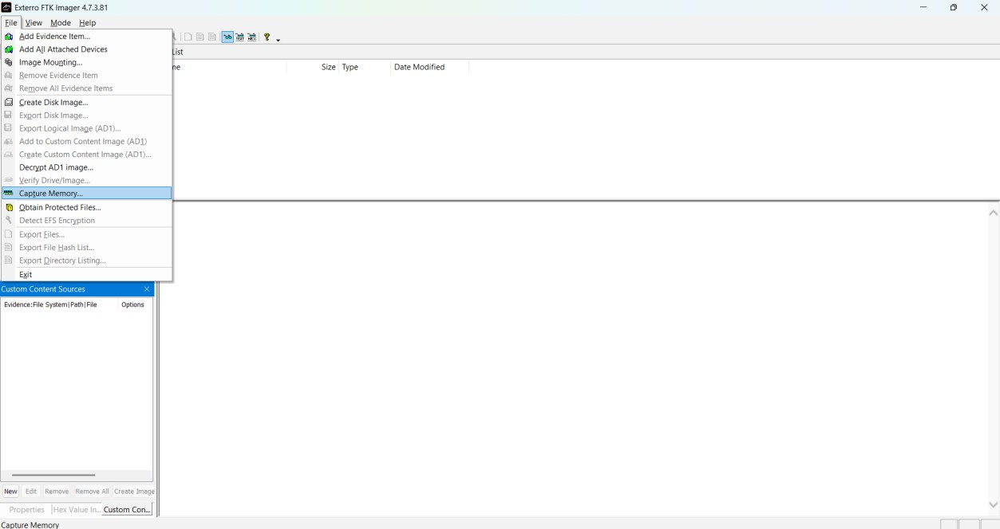 Exterro FTK Imager 4.7.3.81
File View Mode Help
Add Evidence Item...
Add All Attached Devices
Image Mounting...
Remove Evidence Item
Remove All Evidence Items
Create Disk Image...
Export Disk Image...
Export Logical Image (AD1)...
Add to Custom Content Image (AD1)
Create Custom Content Image (AD1)...
Decrypt AD1 image...
Verify Drive/Image...
Capture Memory...
Obtain Protected Files...
Detect EFS Encryption
Export Files...
Export File Hash List...
Export Directory Listing...
Exit
List
me Size Type Date Modified
Custom Content Sources
Evidence:File System|Path|File Options
New Edit Remove Remove All Create Image
Properties Hex Value In... Custom Con...
Capture Memory